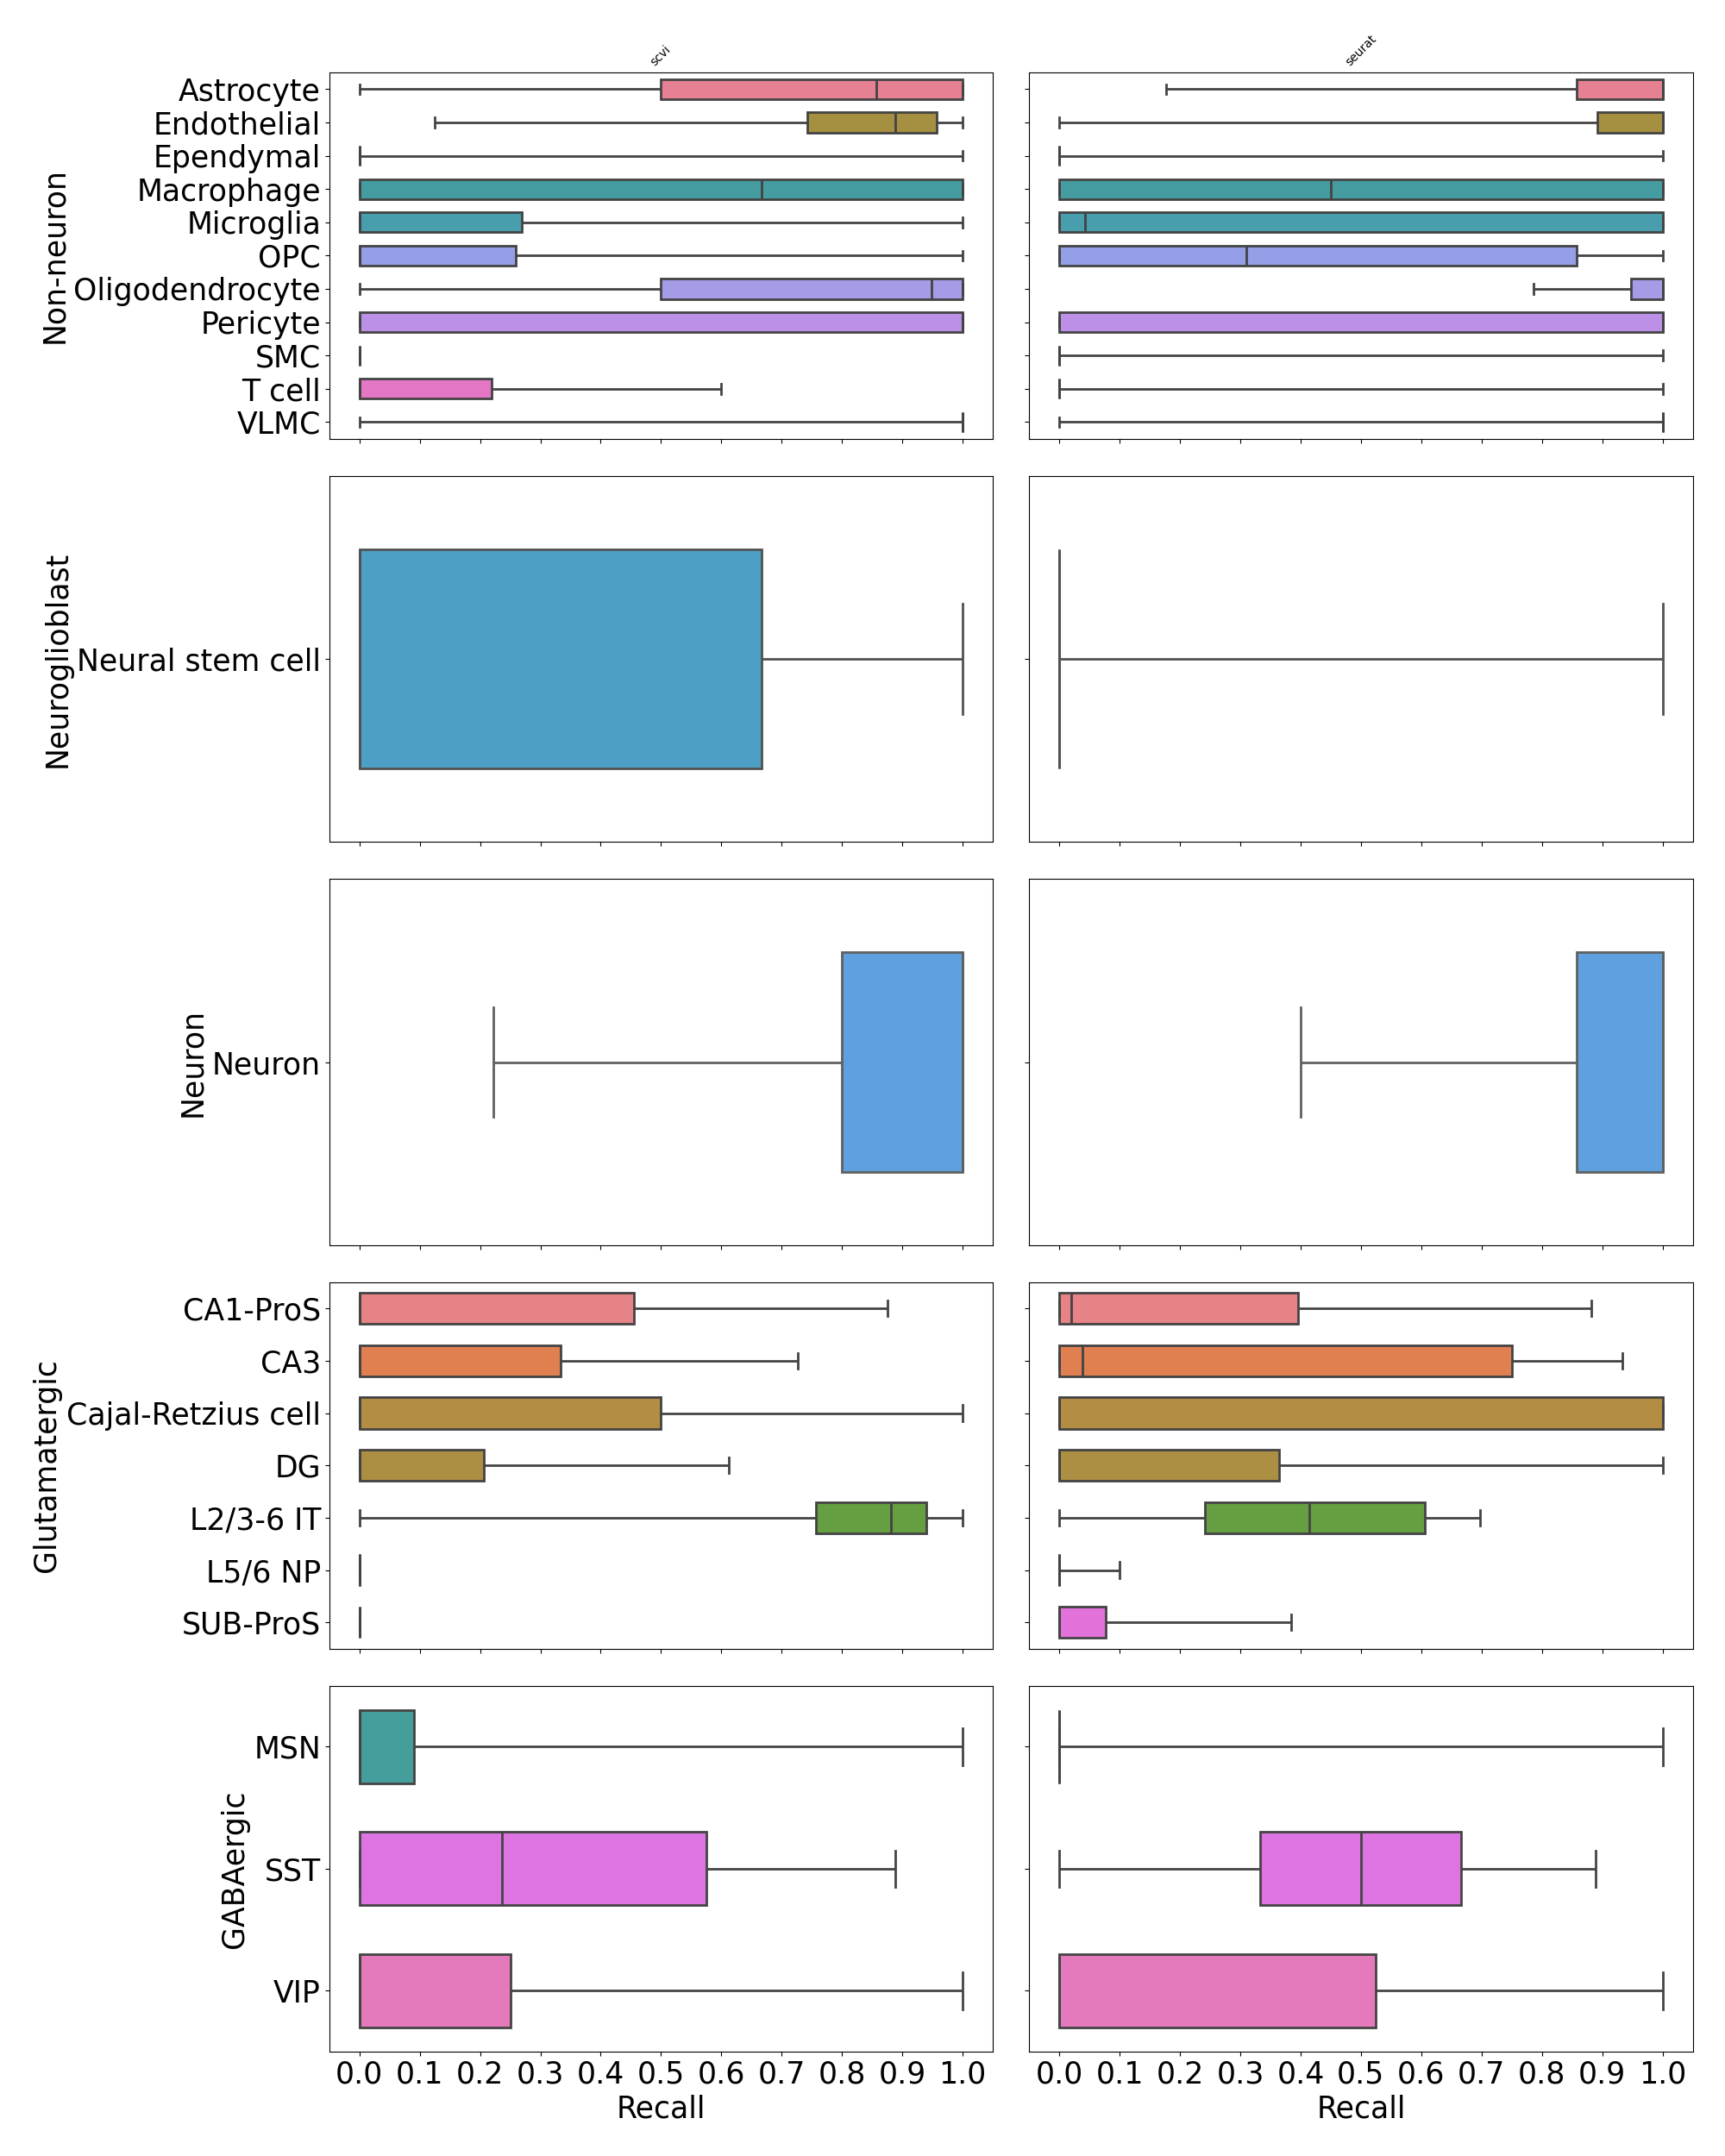 scvi
seurat
Non-neuron
Astrocyte
Endothelial
Ependymal
Macrophage
Microglia
OPC
Oligodendrocyte
Pericyte
SMC
T cell
VLMC
Neuroglioblast
Neural stem cell
Neuron
Neuron
Glutamatergic
CA1-ProS
CA3
Cajal-Retzius cell
DG
L2/3-6 IT
L5/6 NP
SUB-ProS
GABAergic
MSN
SST
VIP
0.0 0.1 0.2 0.3 0.4 0.5 0.6 0.7 0.8 0.9 1.0
0.0 0.1 0.2 0.3 0.4 0.5 0.6 0.7 0.8 0.9 1.0
Recall
Recall